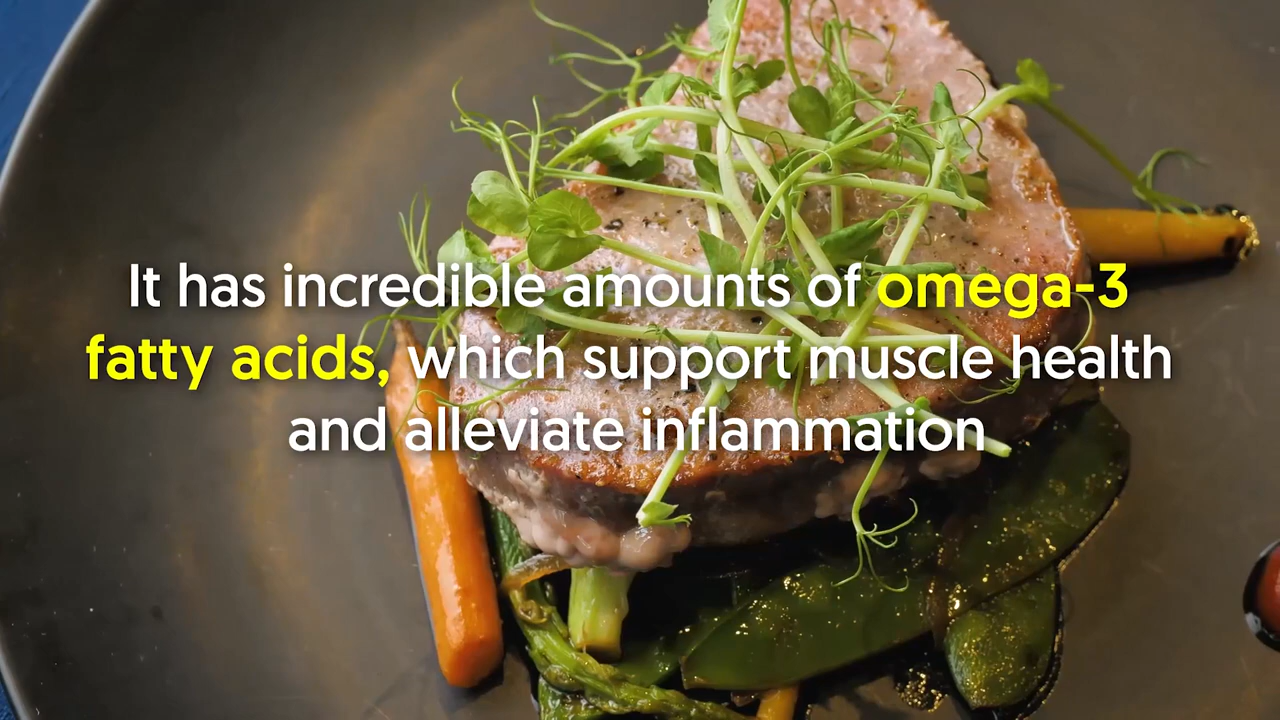 It has incredible amounts of omega-3
fatty acids, which support muscle health
and alleviate inflammation